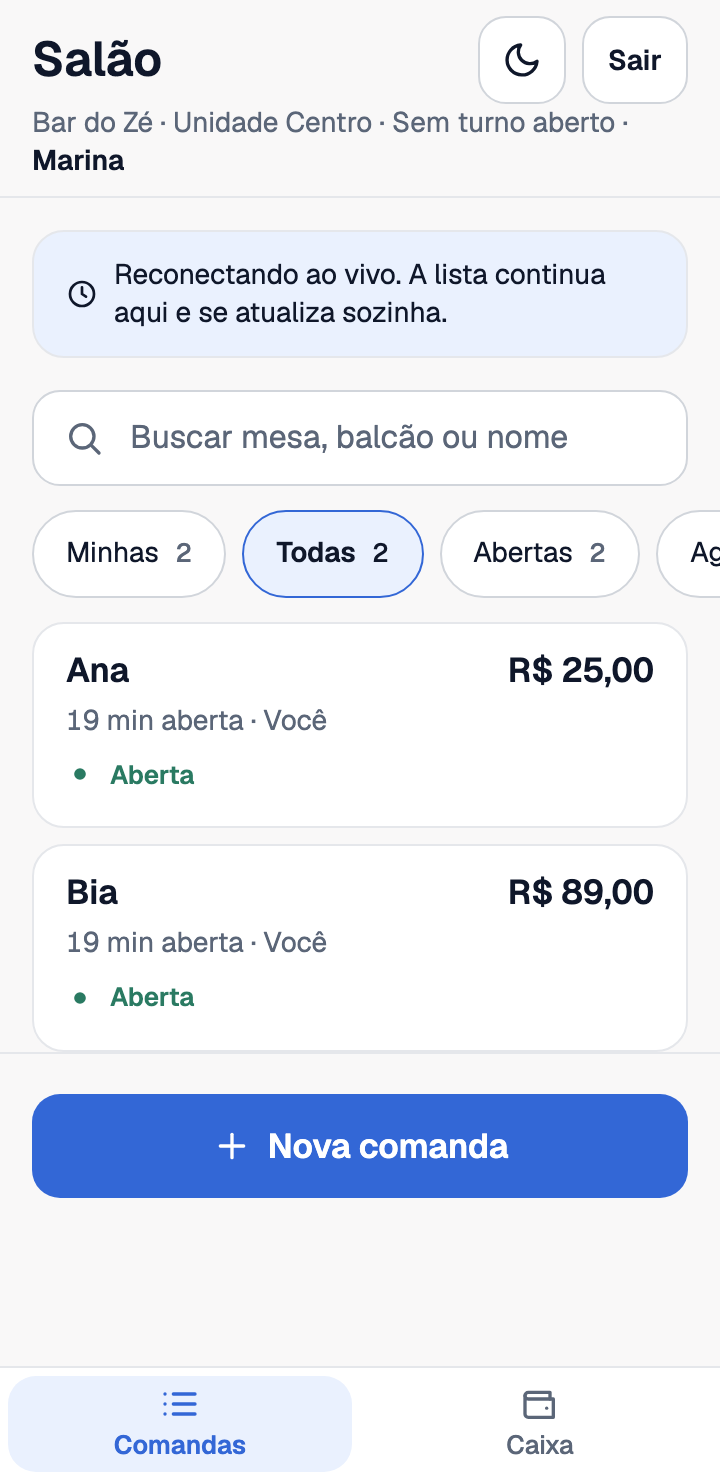 Salão
Sair
Bar do Zé · Unidade Centro · Sem turno aberto ·
Marina
Reconectando ao vivo. A lista continua
aqui e se atualiza sozinha.
Buscar mesa, balcão ou nome
Minhas 2 Todas 2 Abertas 2 Ag
Ana R$ 25,00
19 min aberta · Você
Aberta
Bia R$ 89,00
19 min aberta · Você
Aberta
Nova comanda
Comandas Caixa